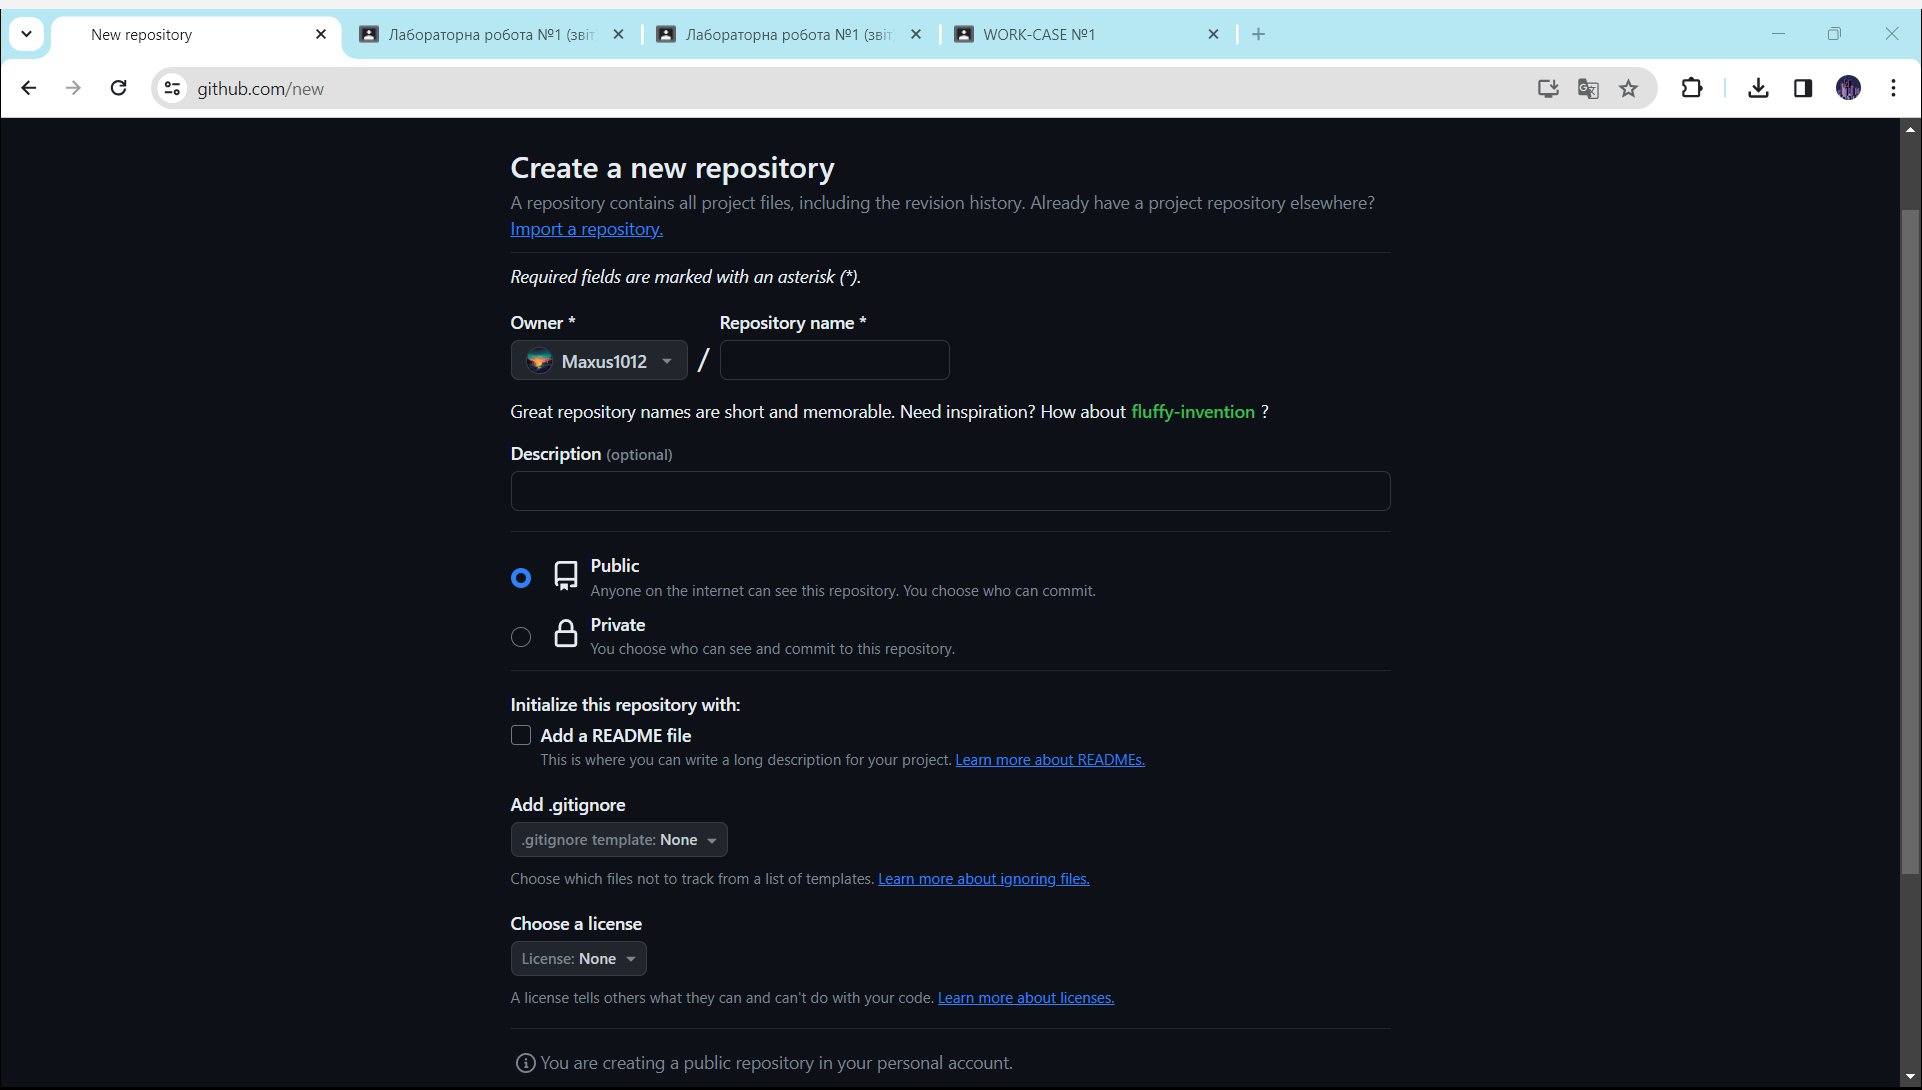 New repository
Лабораторна робота №1 (звіт
Лабораторна робота №1 (звіт
WORK-CASE №1
github.com/new
Create a new repository
A repository contains all project files, including the revision history. Already have a project repository elsewhere?
Import a repository.
Required fields are marked with an asterisk (*).
Owner * Repository name *
Maxus1012 /
Great repository names are short and memorable. Need inspiration? How about fluffy-invention ?
Description (optional)
Public
Anyone on the internet can see this repository. You choose who can commit.
Private
You choose who can see and commit to this repository.
Initialize this repository with:
Add a README file
This is where you can write a long description for your project. Learn more about READMEs.
Add .gitignore
.gitignore template: None
Choose which files not to track from a list of templates. Learn more about ignoring files.
Choose a license
License: None
A license tells others what they can and can't do with your code. Learn more about licenses.
You are creating a public repository in your personal account.